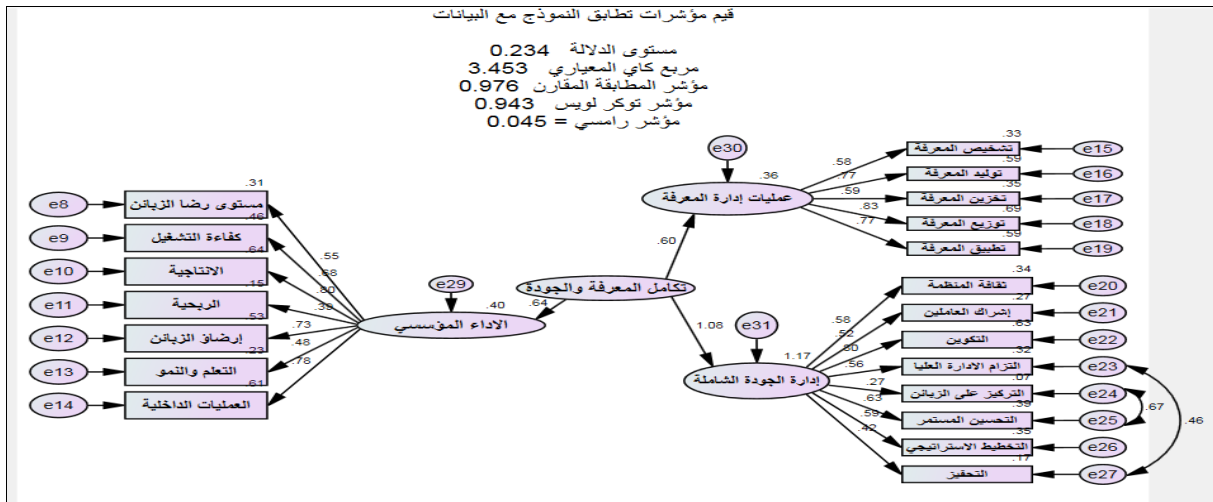 قيم مؤشرات تطابق النموذج مع البيانات
مستوى الدلالة 0.234
مربع كاي المعياري 3.453
مؤشر المطابقة المقارن 0.976
مؤشر توكر لويس 0.943
مؤشر رامسي = 0.045
e30
.36
عمليات إدارة المعرفة
.58
.77
.59
.83
.77
.33
تشخيص المعرفة
e15
.59
توليد المعرفة
e16
.35
تخزين المعرفة
e17
.69
توزيع المعرفة
e18
.59
تطبيق المعرفة
e19
.60
تكامل المعرفة والجودة
.64
1.08
e29
.40
الاداء المؤسسي
.55
.68
.80
.39
.73
.48
.78
.31
مستوى رضا الزبائن
e8
.46
كفاءة التشغيل
e9
.64
الانتاجية
e10
.15
الربحية
e11
.53
إرضاؤ الزبائن
e12
.23
التعلم والنمو
e13
.61
العمليات الداخلية
e14
e31
1.17
إدارة الجودة الشاملة
.58
.52
.80
.56
.27
.63
.59
.42
.34
ثقافة المنظمة
e20
.27
إشراك العاملين
e21
.63
التكوين
e22
.32
التزام الادارة العليا
e23
.07
التركيز على الزبائن
e24
.39
التحسين المستمر
e25
.35
التخطيط الاستراتيجي
e26
.17
التحفيز
e27
.67
.46